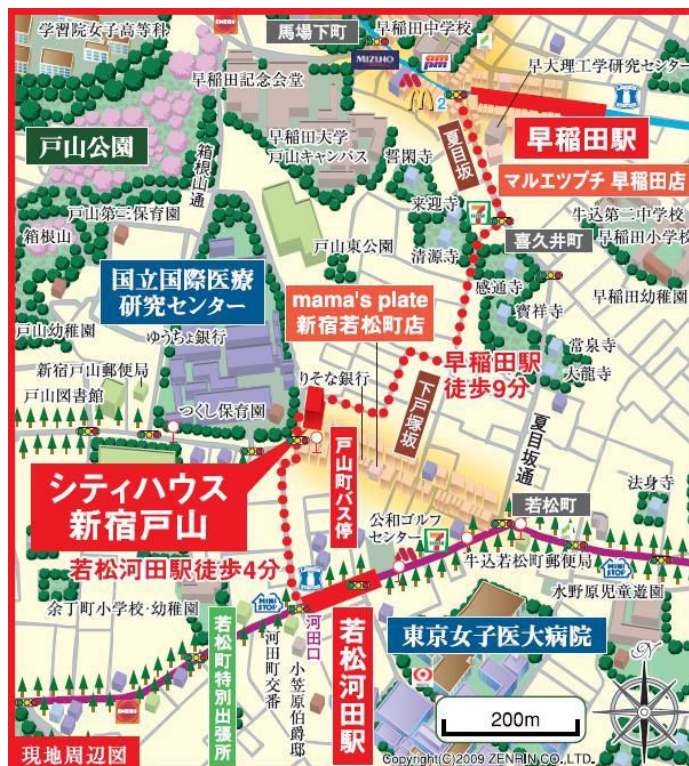 学習院女子高等科
ENEOS
馬場下町
早稲田中学校
MIZUHO
am pm
早稲田記念会堂
早大理工学研究センター
2
早稲田駅
戸山公園
箱根山通
早稲田大学
戸山キャンパス
誓閑寺
夏目坂
マルエツプチ 早稲田店
戸山第三保育園
来迎寺
牛込第二中学校
箱根山
戸山東公園
清源寺
喜久井町
早稲田小学校
国立国際医療
研究センター
感通寺
mama's plate
新宿若松町店
寶祥寺
早稲田幼稚園
戸山幼稚園
ゆうちょ銀行
常泉寺
新宿戸山郵便局
早稲田駅
徒歩9分
大龍寺
戸山図書館
りそな銀行
下戸塚坂
つくし保育園
夏目坂通
戸山町バス停
シティハウス
新宿戸山
法身寺
若松町
公和ゴルフ
センター
若松河田駅徒歩4分
牛込若松町郵便局
MINI STOP
水野原児童遊園
余丁町小学校・幼稚園
MINI STOP
若松町特別出張所
河田口
河田町交番
小笠原伯爵邸
若松河田駅
東京女子医大病院
N
200m
ENEOS
現地周辺図
Copyright(C)2009 ZENRIN CO.,LTD.